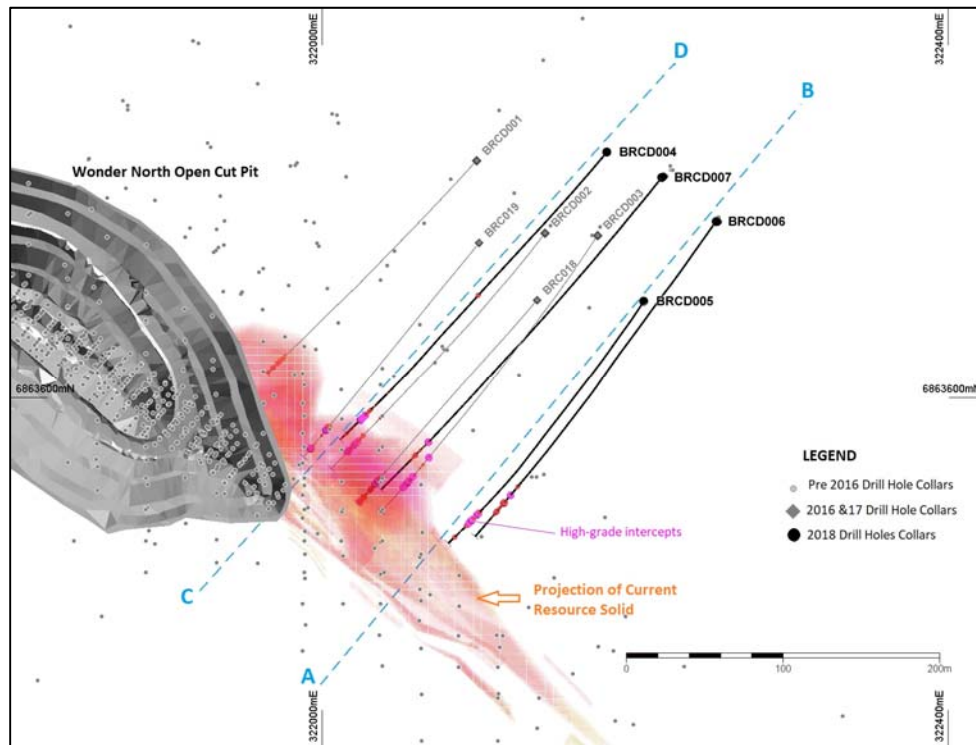 322000mE
322400mE
D
B
BRCD001
BRCD004
Wonder North Open Cut Pit
BRCD007
BRC019
BRCD002
BRCD003
BRCD006
BRC018
BRCD005
6863600mN
6863600mN
LEGEND
Pre 2016 Drill Hole Collars
2016 &17 Drill Hole Collars
2018 Drill Holes Collars
High-grade intercepts
Projection of Current
Resource Solid
C
A
0
100
200m
322000mE
322400mE